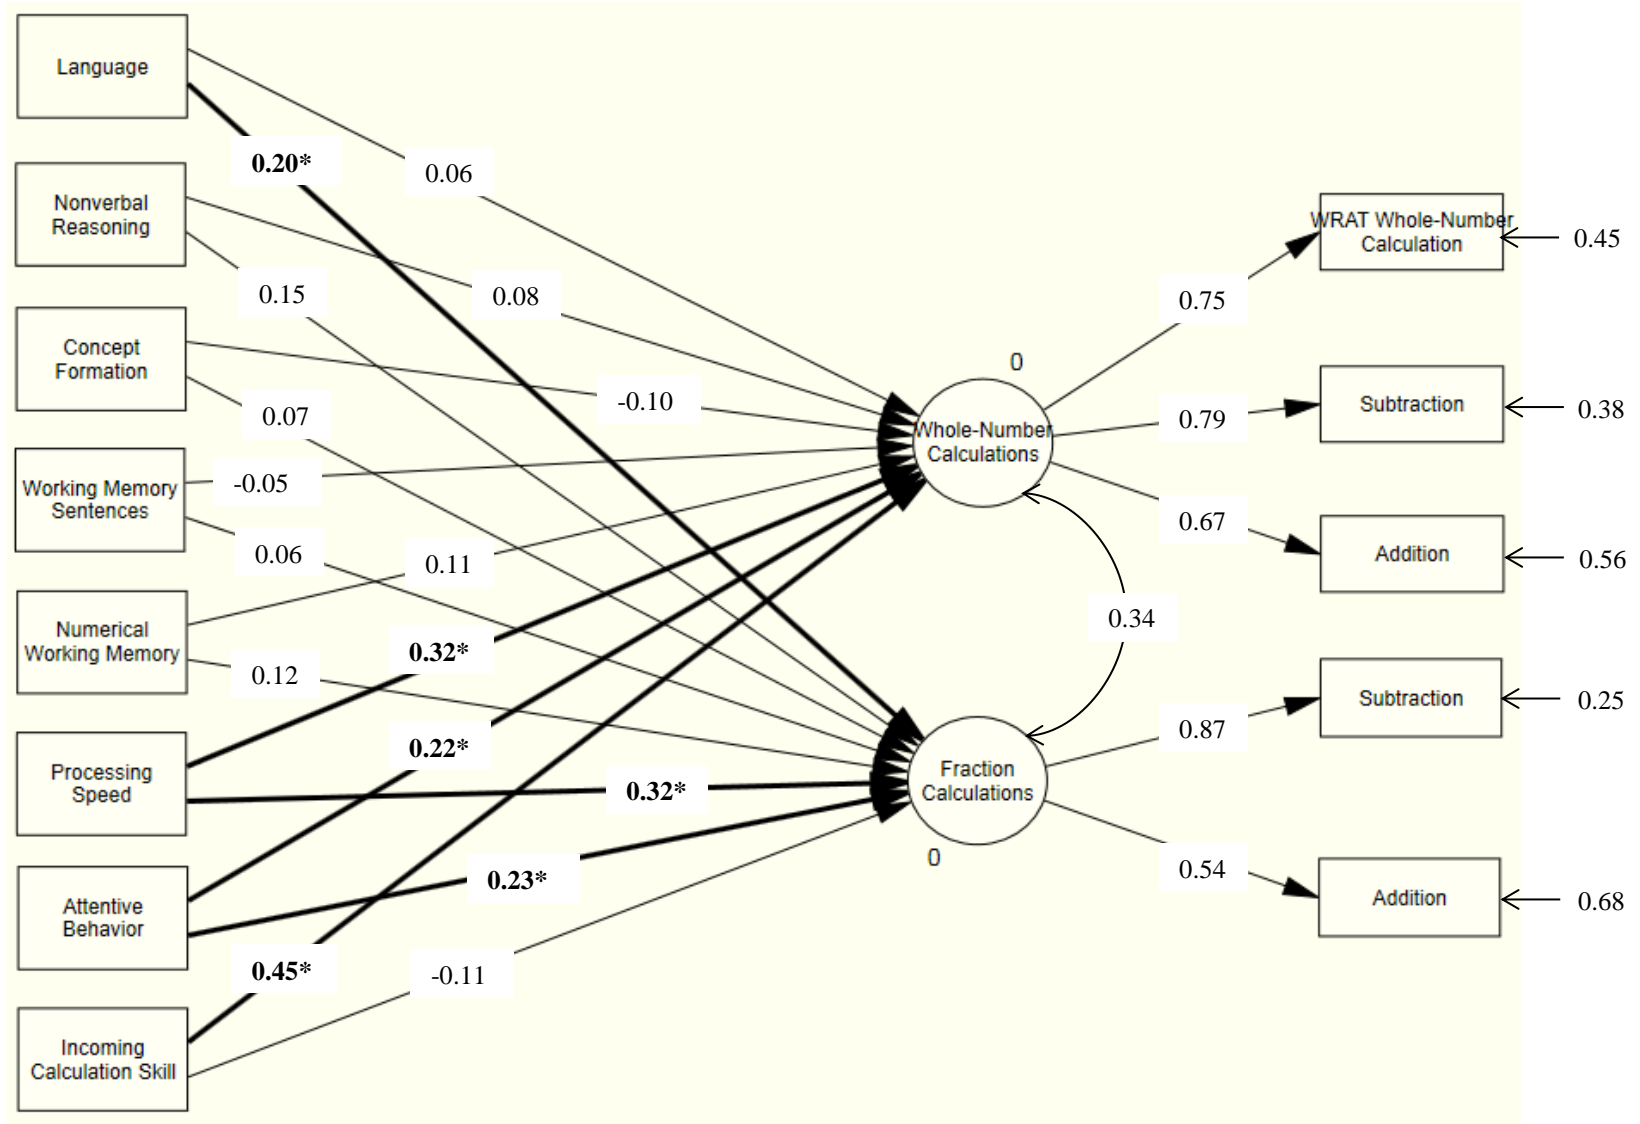 Language
Nonverbal
Reasoning
Concept
Formation
Working Memory
Sentences
Numerical
Working Memory
Processing
Speed
Attentive
Behavior
Incoming
Calculation Skill
0.20*
0.06
0.15
0.08
0.07
-0.10
-0.05
0.06
0.11
0.12
0.32*
0.22*
0.32*
0.23*
0.45*
-0.11
0
Whole-Number
Calculations
0.34
Fraction
Calculations
0
0.75
0.79
0.67
0.87
0.54
WRAT Whole-Number
Calculation
0.45
Subtraction
0.38
Addition
0.56
Subtraction
0.25
Addition
0.68